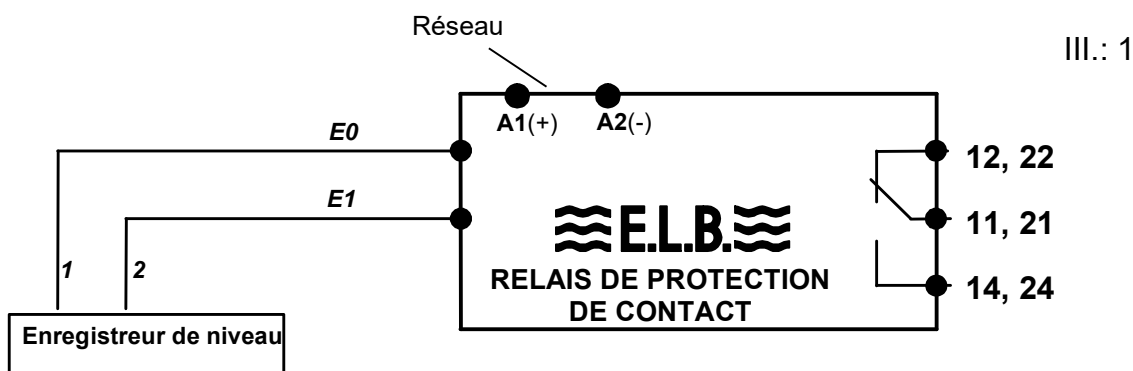 Réseau
III.: 1
A1(+) A2(-)
E0
12, 22
E1
11, 21
E.L.B.
1 2
RELAIS DE PROTECTION
DE CONTACT
14, 24
Enregistreur de niveau